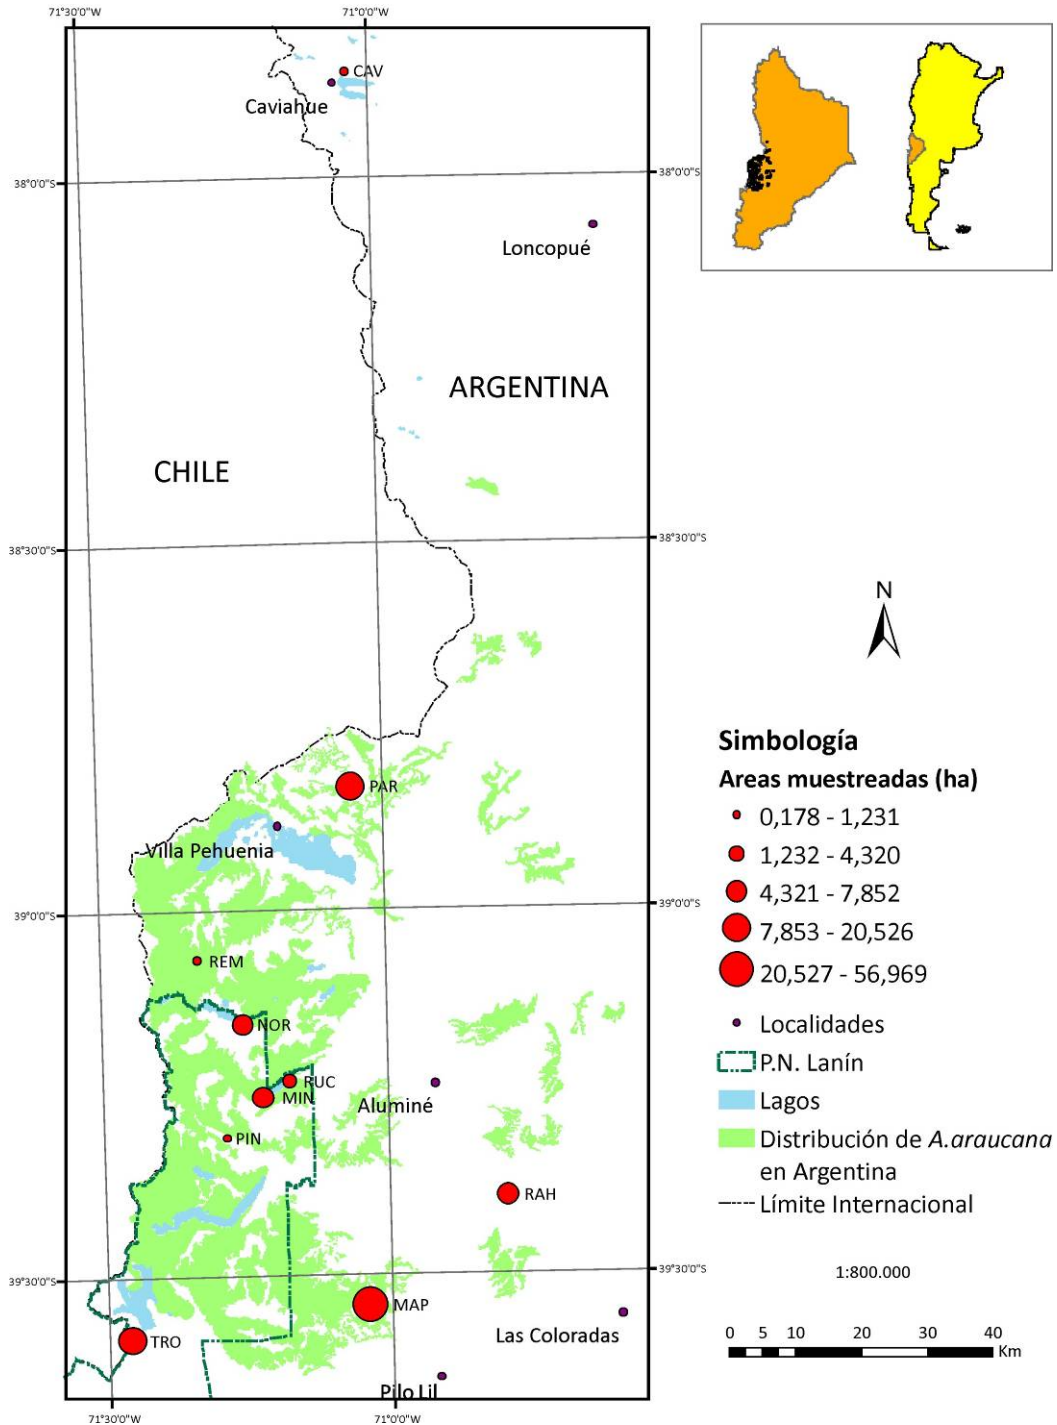 71°30'0"W
71°0'0"W
CAV
Caviahue
38°0'0"S
38°0'0"S
Loncopué
ARGENTINA
CHILE
38°30'0"S
38°30'0"S
N
PAR
Villa Pehuenia
39°0'0"S
39°0'0"S
REM
NOR
RUC
MIN
Aluminé
PIN
RAH
39°30'0"S
39°30'0"S
MAP
TRO
Las Coloradas
Pilo Lil
71°30'0"W
71°0'0"W
Simbología
Areas muestreadas (ha)
0,178 - 1,231
1,232 - 4,320
4,321 - 7,852
7,853 - 20,526
20,527 - 56,969
Localidades
P.N. Lanín
Lagos
Distribución de A.araucana
en Argentina
Límite Internacional
1:800.000
0 5 10 20 30 40
Km